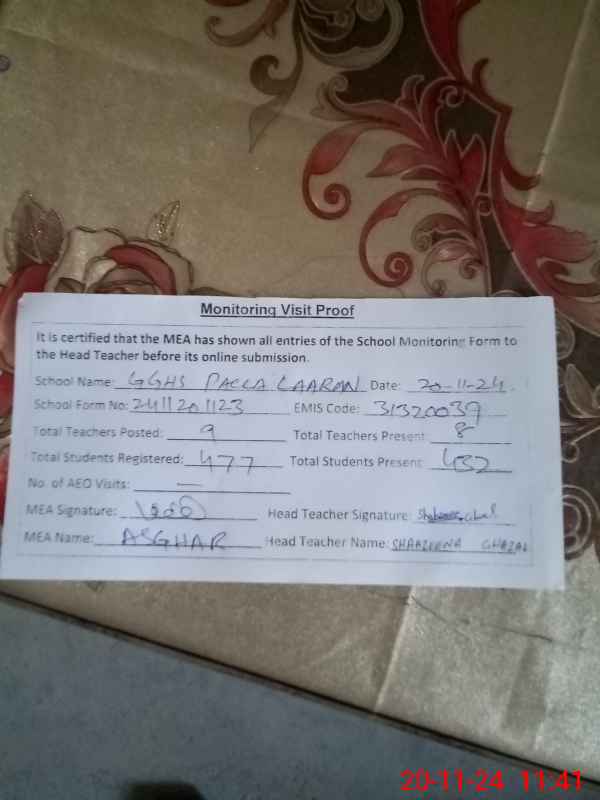 Monitoring Visit Proof
It is certified that the MEA has shown all entries of the School Monitoring Form to
the Head Teacher before its online submission.
School Name: GGHS PACCA LAARAN Date: 20-11-24.
School Form No: 2411201123 EMIS Code: 31320039
Total Teachers Posted: 9 Total Teachers Present: 8
Total Students Registered: 477 Total Students Present: 432
No. of AEO Visits: —
MEA Signature: Head Teacher Signature:
MEA Name: ASGHAR Head Teacher Name: GHAZAL
20-11-24 11:41